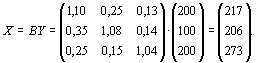 X = BY = ( 1,10 0,25 0,13 ) · ( 200 ) = ( 217 )
( 0,35 1,08 0,14 ) ( 100 ) ( 206 )
( 0,25 0,15 1,04 ) ( 200 ) ( 273 )